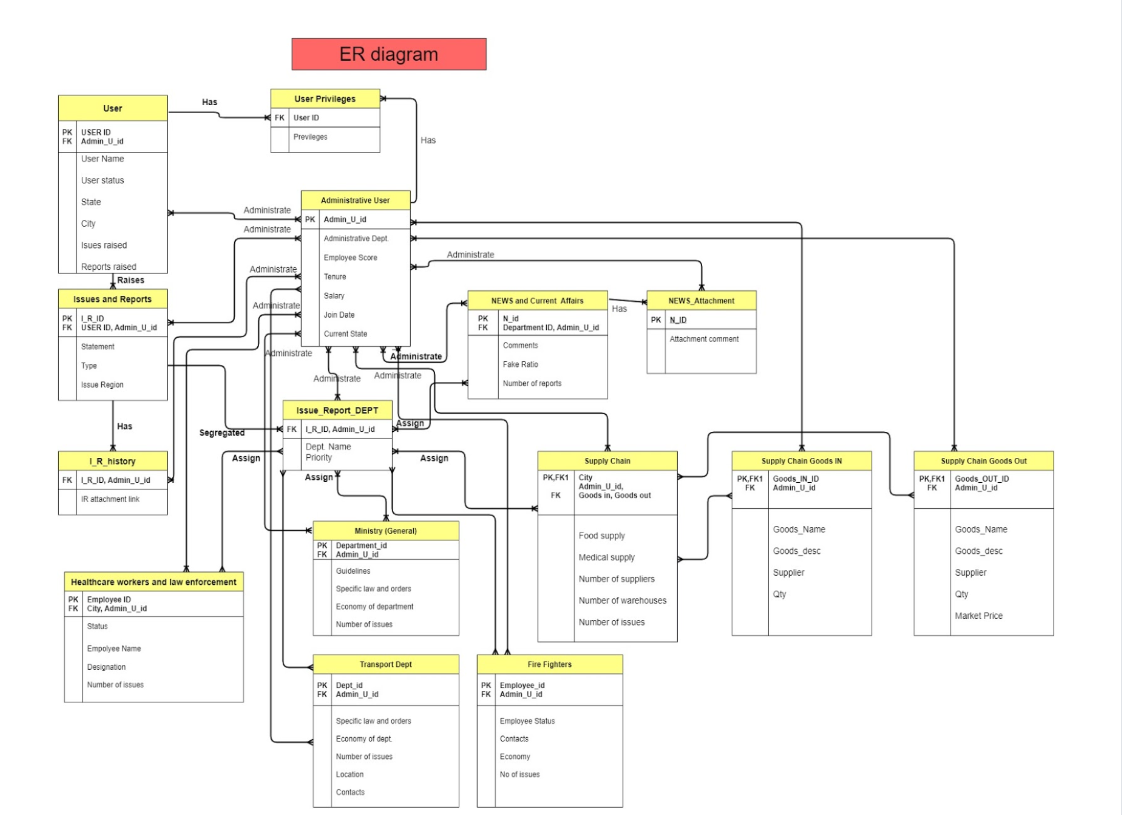 ER diagram
User
PK USER ID
FK Admin_U_id
User Name
User status
State
City
Isues raised
Reports raised
Has
User Privileges
FK User ID
Previleges
Has
Administrative User
PK Admin_U_id
Administrative Dept.
Employee Score
Tenure
Salary
Join Date
Current State
Administrate
Administrate
Administrate
Administrate
Administrate
Administrate
Administrate
Administrate
Administrate
Raises
Issues and Reports
PK I_R_ID
FK USER ID, Admin_U_id
Statement
Type
Issue Region
Has
I_R_history
FK I_R_ID, Admin_U_id
IR attachment link
NEWS and Current Affairs
PK N_id
FK Department ID, Admin_U_id
Comments
Fake Ratio
Number of reports
Has
NEWS_Attachment
PK N_ID
Attachment comment
Issue_Report_DEPT
FK I_R_ID, Admin_U_id
Dept. Name
Priority
Segregated
Assign
Assign
Assign
Assign
Supply Chain
PK,FK1 City
Admin_U_id,
FK Goods in, Goods out
Food supply
Medical supply
Number of suppliers
Number of warehouses
Number of issues
Supply Chain Goods IN
PK,FK1 Goods_IN_ID
FK Admin_U_id
Goods_Name
Goods_desc
Supplier
Qty
Supply Chain Goods Out
PK,FK1 Goods_OUT_ID
FK Admin_U_id
Goods_Name
Goods_desc
Supplier
Qty
Market Price
Ministry (General)
PK Department_id
FK Admin_U_id
Guidelines
Specific law and orders
Economy of department
Number of issues
Healthcare workers and law enforcement
PK Employee ID
FK City, Admin_U_id
Status
Empolyee Name
Designation
Number of issues
Transport Dept
PK Dept_id
FK Admin_U_id
Specific law and orders
Economy of dept.
Number of issues
Location
Contacts
Fire Fighters
PK Employee_id
FK Admin_U_id
Employee Status
Contacts
Economy
No of issues